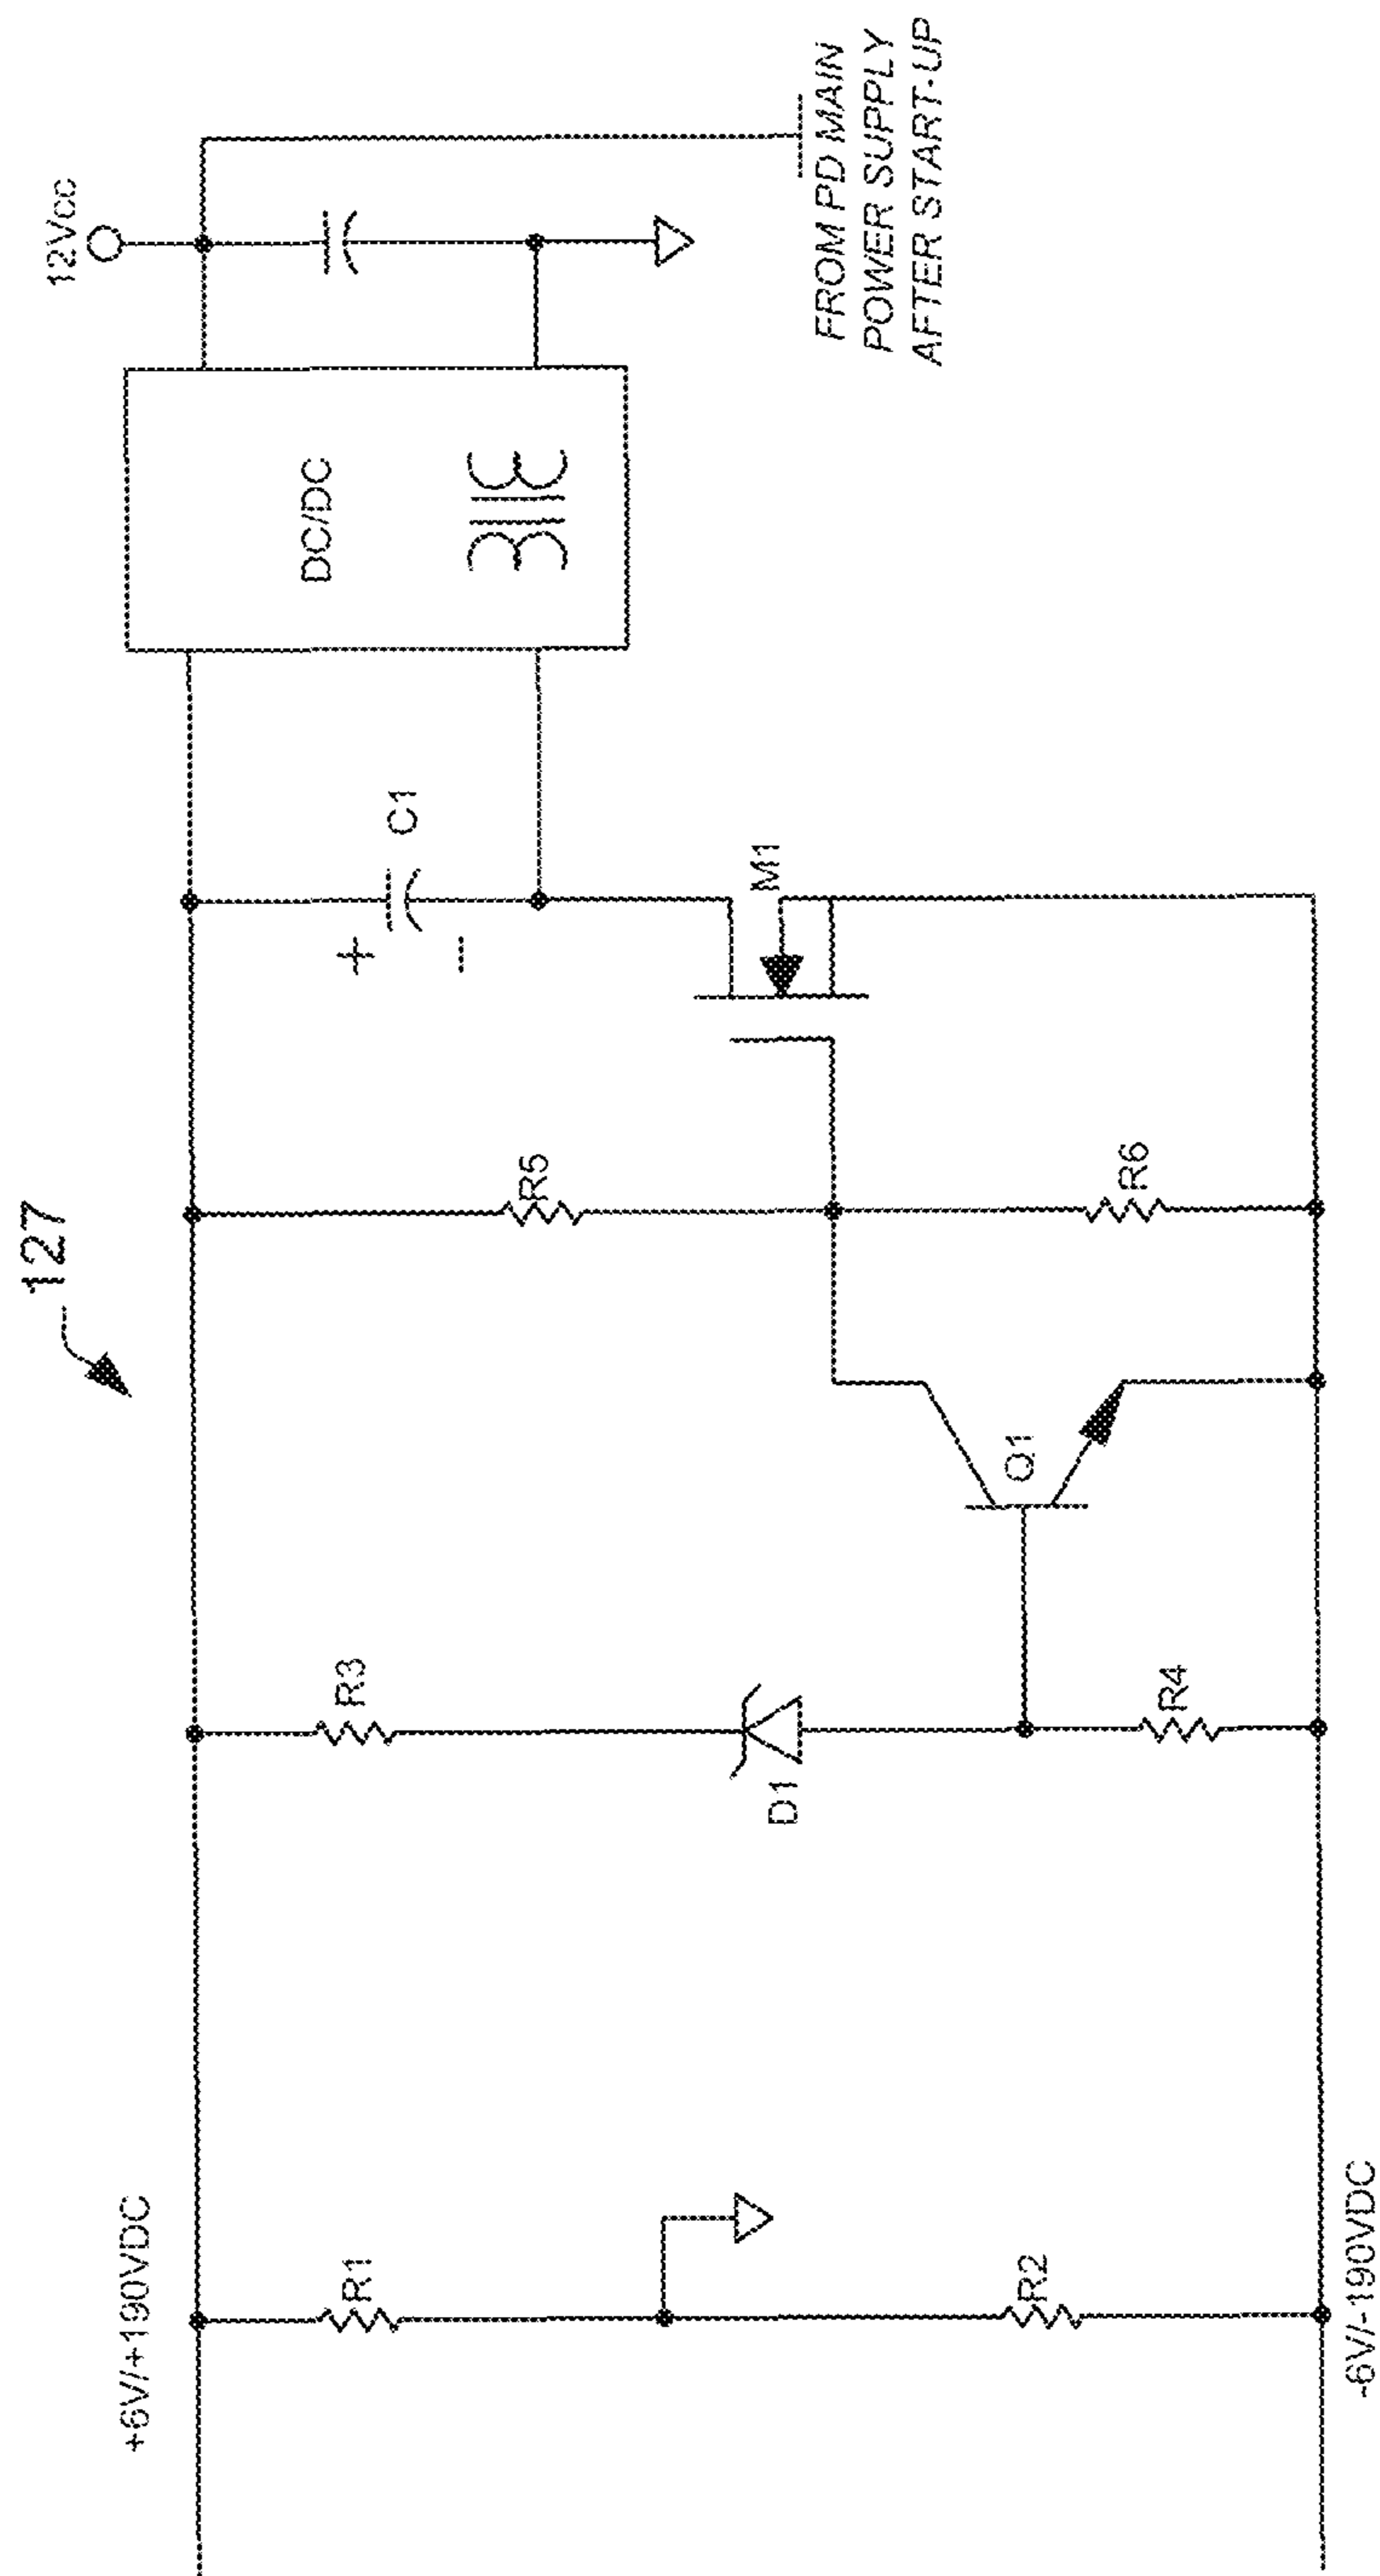 127
+6V/+190VDC
R1
R2
-6V/-190VDC
R3
D1
R4
Q1
R5
R6
+
−
C1
M1
DC/DC
12Vcc
FROM PD MAIN
POWER SUPPLY
AFTER START-UP